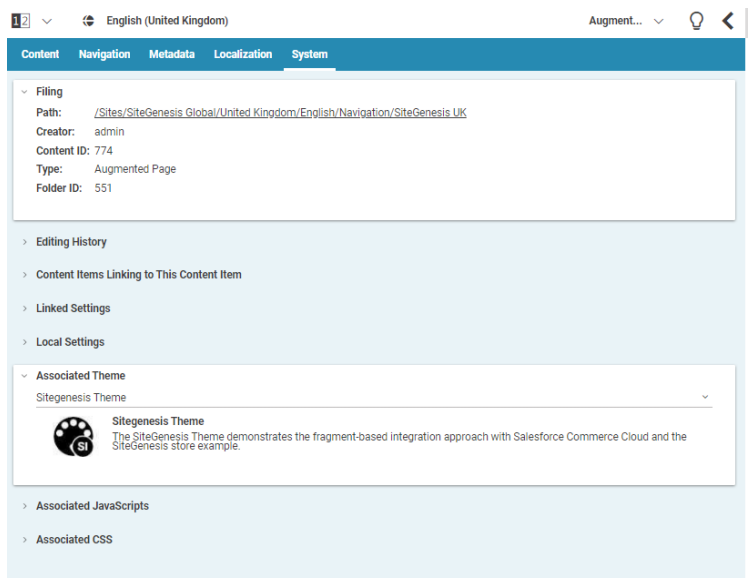 12 English (United Kingdom) Augment...
Content Navigation Metadata Localization System
Filing
Path: /Sites/SiteGenesis Global/United Kingdom/English/Navigation/SiteGenesis UK
Creator: admin
Content ID: 774
Type: Augmented Page
Folder ID: 551
Editing History
Content Items Linking to This Content Item
Linked Settings
Local Settings
Associated Theme
Sitegenesis Theme
SI
Sitegenesis Theme
The SiteGenesis Theme demonstrates the fragment-based integration approach with Salesforce Commerce Cloud and the
SiteGenesis store example.
Associated JavaScripts
Associated CSS